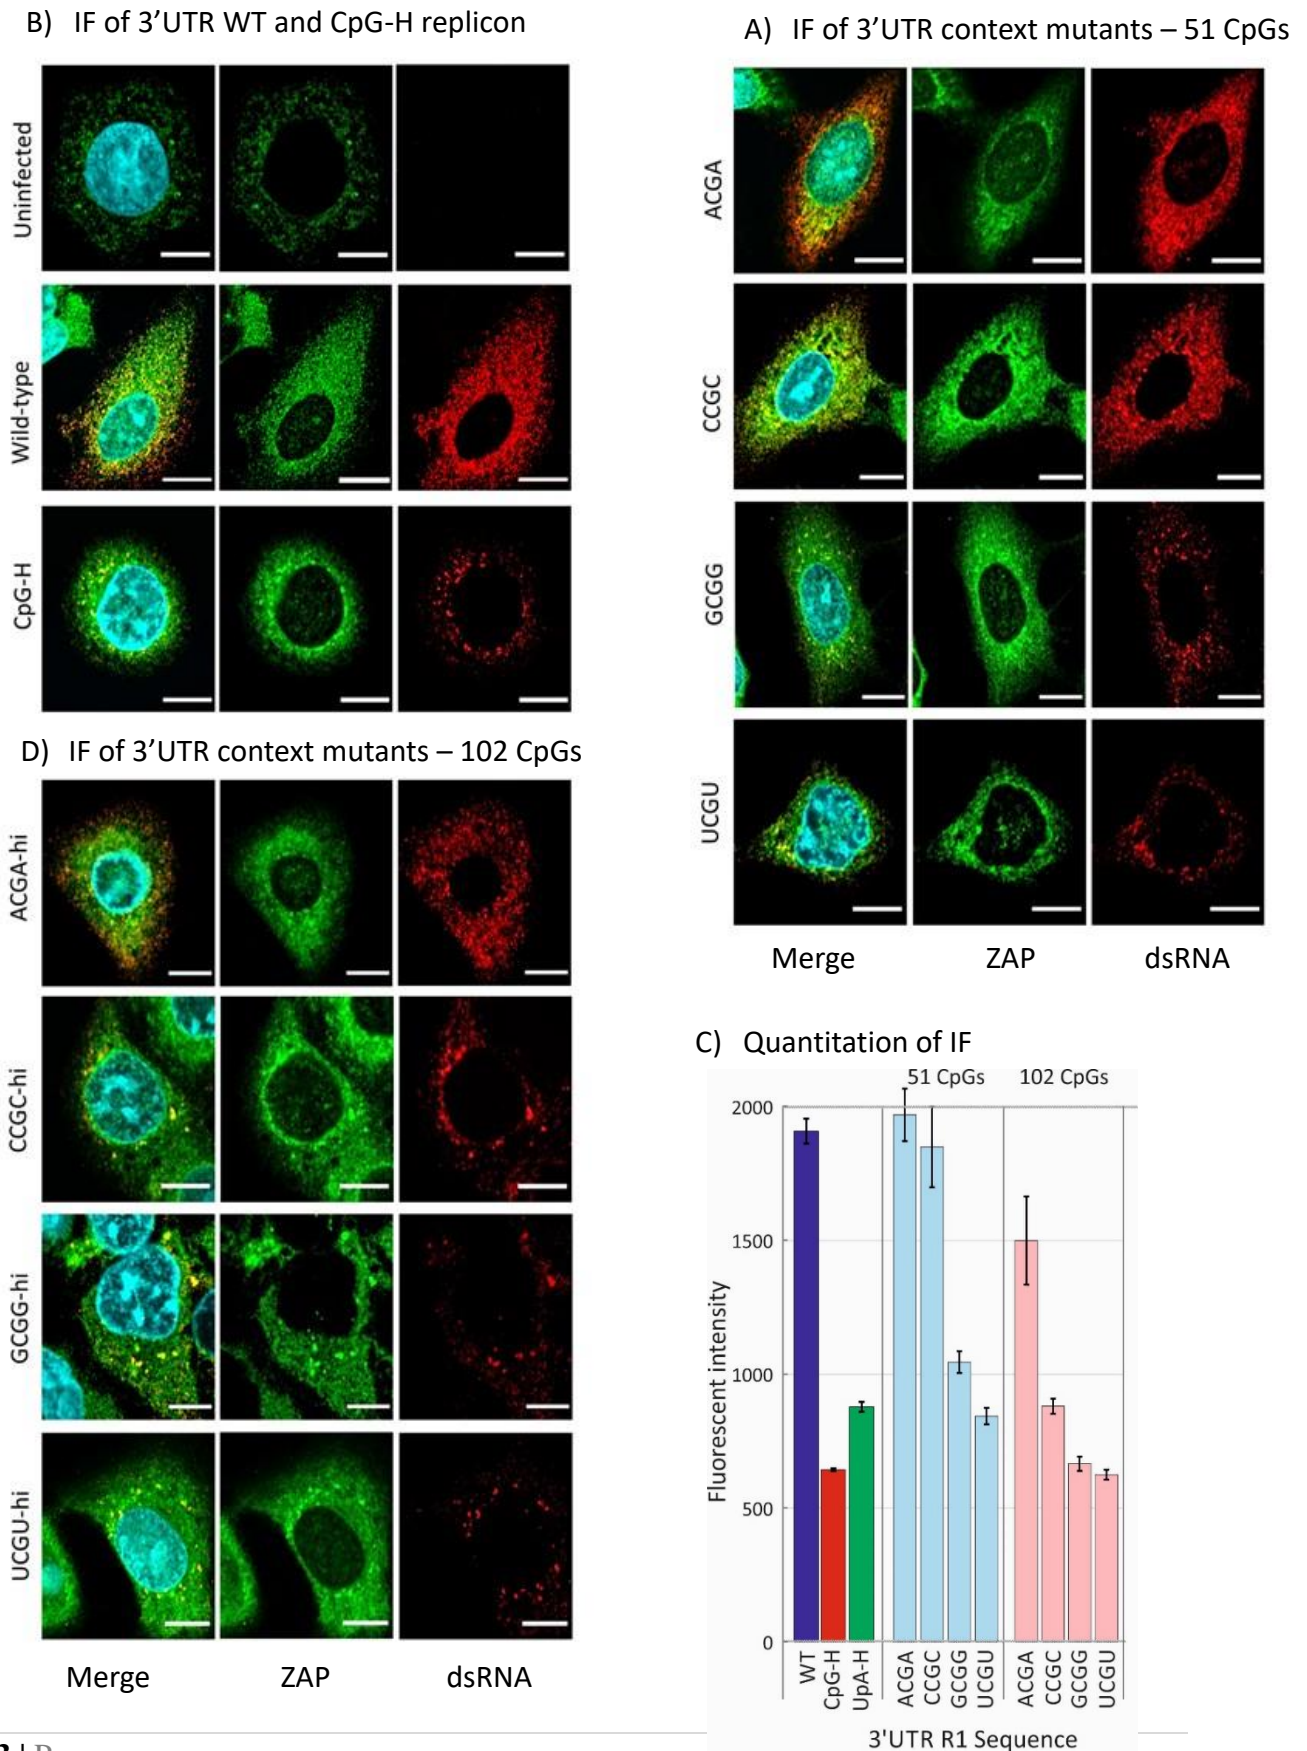 B) IF of 3'UTR WT and CpG-H replicon
Uninfected
Wild-type
CpG-H
A) IF of 3'UTR context mutants – 51 CpGs
ACGA
CCGC
GCGG
UCGU
Merge ZAP dsRNA
D) IF of 3'UTR context mutants – 102 CpGs
ACGA-hi
CCGC-hi
GCGG-hi
UCGU-hi
Merge ZAP dsRNA
C) Quantitation of IF
51 CpGs 102 CpGs
Fluorescent intensity
2000
1500
1000
500
0
WT CpG-H UpA-H ACGA CCGC GCGG UCGU ACGA CCGC GCGG UCGU
3'UTR R1 Sequence